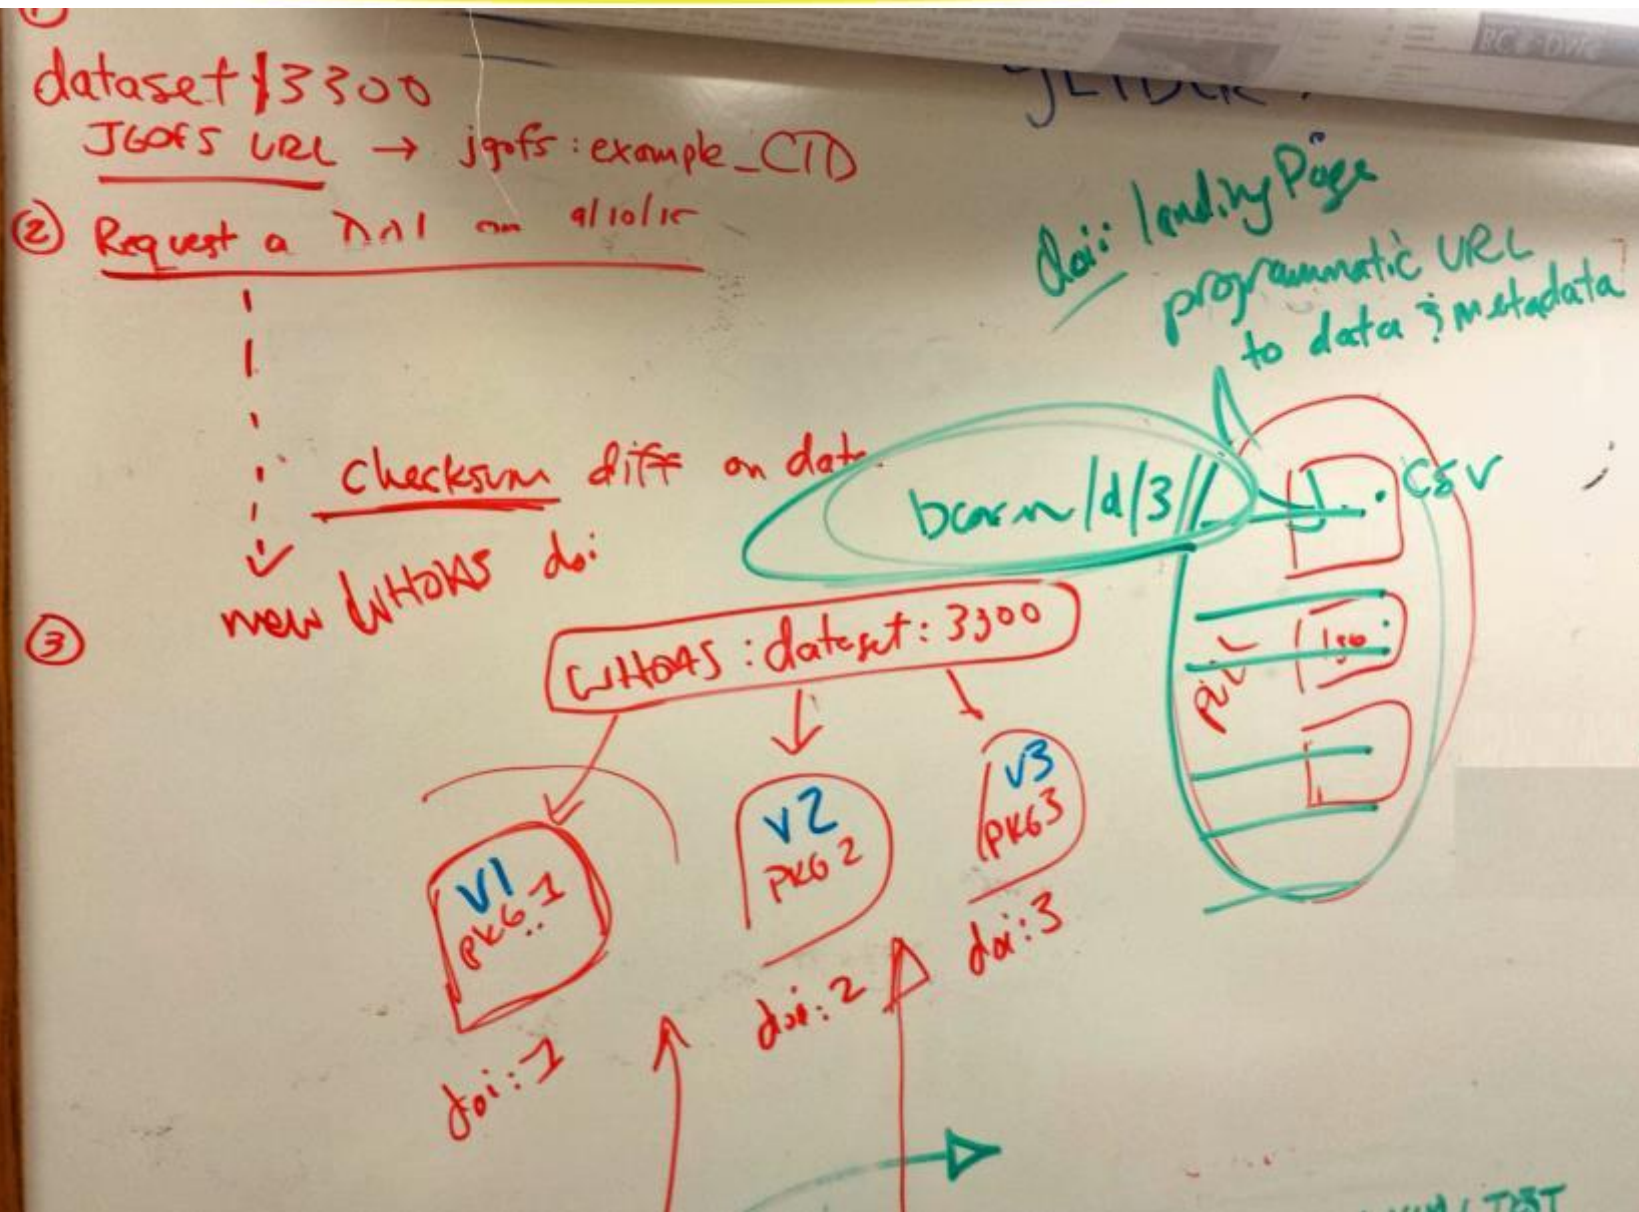 ①
dataset/3300
JGOFS URL → jgofs:example_CTD
② Request a on 9/10/15
doi: landing Page
programmatic URL
to data & metadata
checksum diff on data
new WHOAS doi
③
/d/3
CSV
WHOAS : dataset : 3300
V1
PKG 1
doi:1
V2
PKG 2
doi:2
V3
PKG3
doi:3